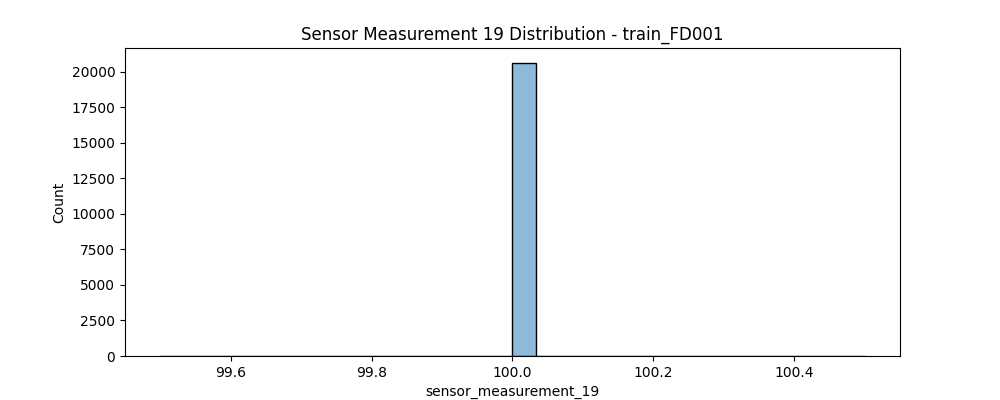 Sensor Measurement 19 Distribution - train_FD001
20000
17500
15000
12500
10000
7500
5000
2500
0
Count
99.6 99.8 100.0 100.2 100.4
sensor_measurement_19